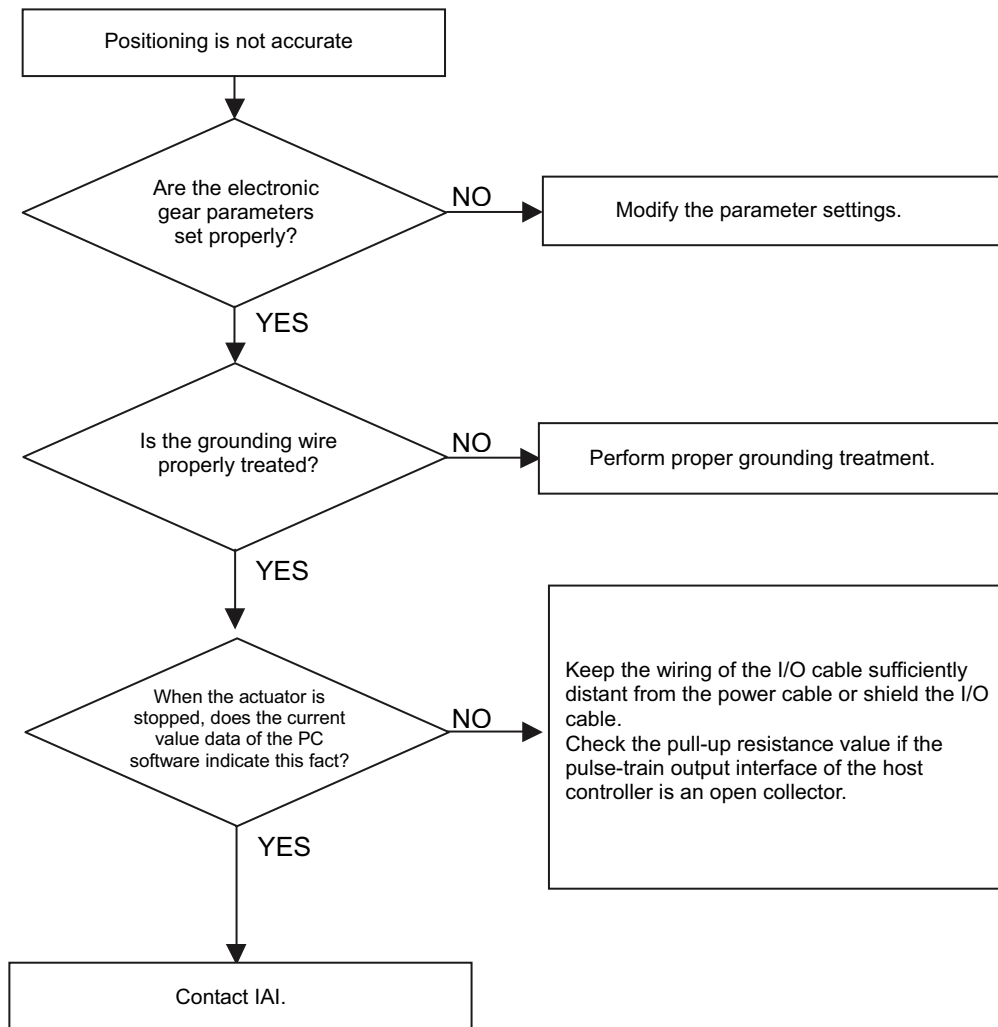 Positioning is not accurate
Are the electronic
gear parameters
set properly?
NO
Modify the parameter settings.
YES
Is the grounding wire
properly treated?
NO
Perform proper grounding treatment.
YES
When the actuator is
stopped, does the current
value data of the PC
software indicate this fact?
NO
Keep the wiring of the I/O cable sufficiently
distant from the power cable or shield the I/O
cable.
Check the pull-up resistance value if the
pulse-train output interface of the host
controller is an open collector.
YES
Contact IAI.